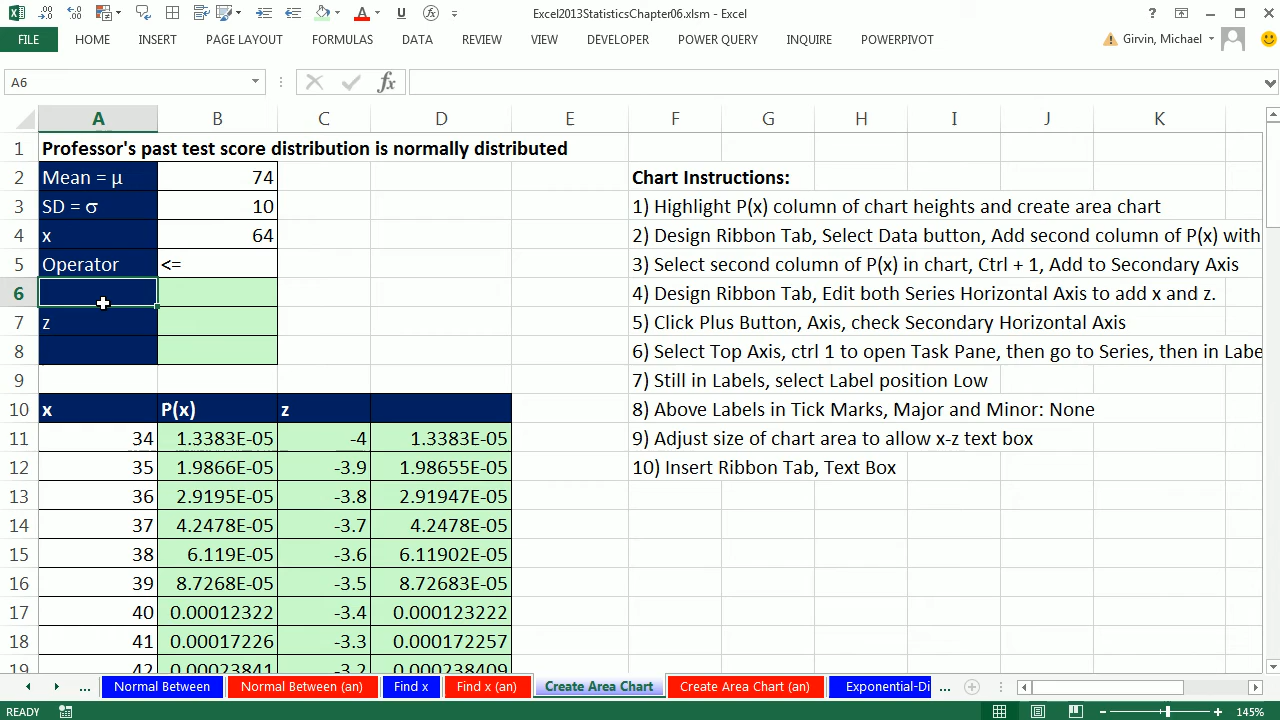 Excel2013StatisticsChapter06.xlsm - Excel
FILE HOME INSERT PAGE LAYOUT FORMULAS DATA REVIEW VIEW DEVELOPER POWER QUERY INQUIRE POWERPIVOT Girvin, Michael
A6 fx
A B C D E F G H I J K
1 Professor's past test score distribution is normally distributed
2 Mean = µ 74 Chart Instructions:
3 SD = σ 10 1) Highlight P(x) column of chart heights and create area chart
4 x 64 2) Design Ribbon Tab, Select Data button, Add second column of P(x) with
5 Operator <= 3) Select second column of P(x) in chart, Ctrl + 1, Add to Secondary Axis
6 4) Design Ribbon Tab, Edit both Series Horizontal Axis to add x and z.
7 z 5) Click Plus Button, Axis, check Secondary Horizontal Axis
8 6) Select Top Axis, ctrl 1 to open Task Pane, then go to Series, then in Labe
9 7) Still in Labels, select Label position Low
10 x P(x) z 8) Above Labels in Tick Marks, Major and Minor: None
11 34 1.3383E-05 -4 1.3383E-05 9) Adjust size of chart area to allow x-z text box
12 35 1.9866E-05 -3.9 1.98655E-05 10) Insert Ribbon Tab, Text Box
13 36 2.9195E-05 -3.8 2.91947E-05
14 37 4.2478E-05 -3.7 4.2478E-05
15 38 6.119E-05 -3.6 6.11902E-05
16 39 8.7268E-05 -3.5 8.72683E-05
17 40 0.00012322 -3.4 0.000123222
18 41 0.00017226 -3.3 0.000172257
19 42 0.00023841 -3.2 0.000238409
... Normal Between Normal Between (an) Find x Find x (an) Create Area Chart Create Area Chart (an) Exponential-Di ...
READY 145%